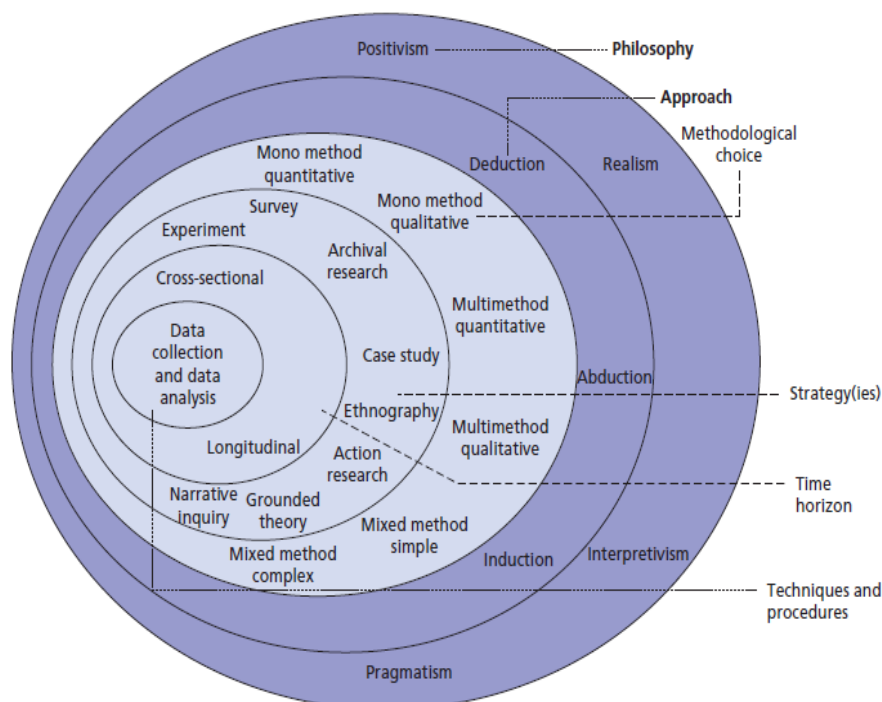 Positivism
Philosophy
Approach
Methodological
choice
Deduction
Realism
Mono method
quantitative
Mono method
qualitative
Survey
Experiment
Archival
research
Cross-sectional
Multimethod
quantitative
Data
collection
and data
analysis
Case study
Abduction
Strategy(ies)
Ethnography
Multimethod
qualitative
Longitudinal
Action
research
Time
horizon
Narrative
inquiry
Grounded
theory
Mixed method
simple
Mixed method
complex
Induction
Interpretivism
Techniques and
procedures
Pragmatism